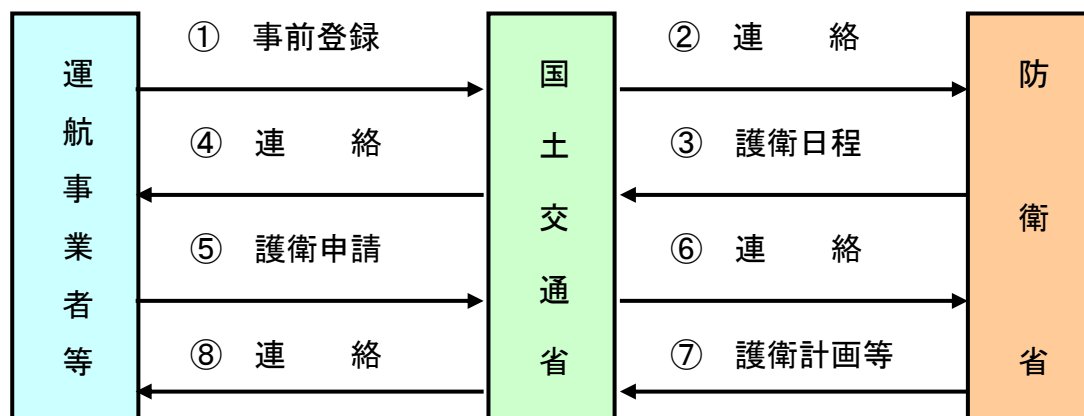 運航事業者等
① 事前登録
④ 連 絡
⑤ 護衛申請
⑧ 連 絡
国土交通省
② 連 絡
③ 護衛日程
⑥ 連 絡
⑦ 護衛計画等
防衛省